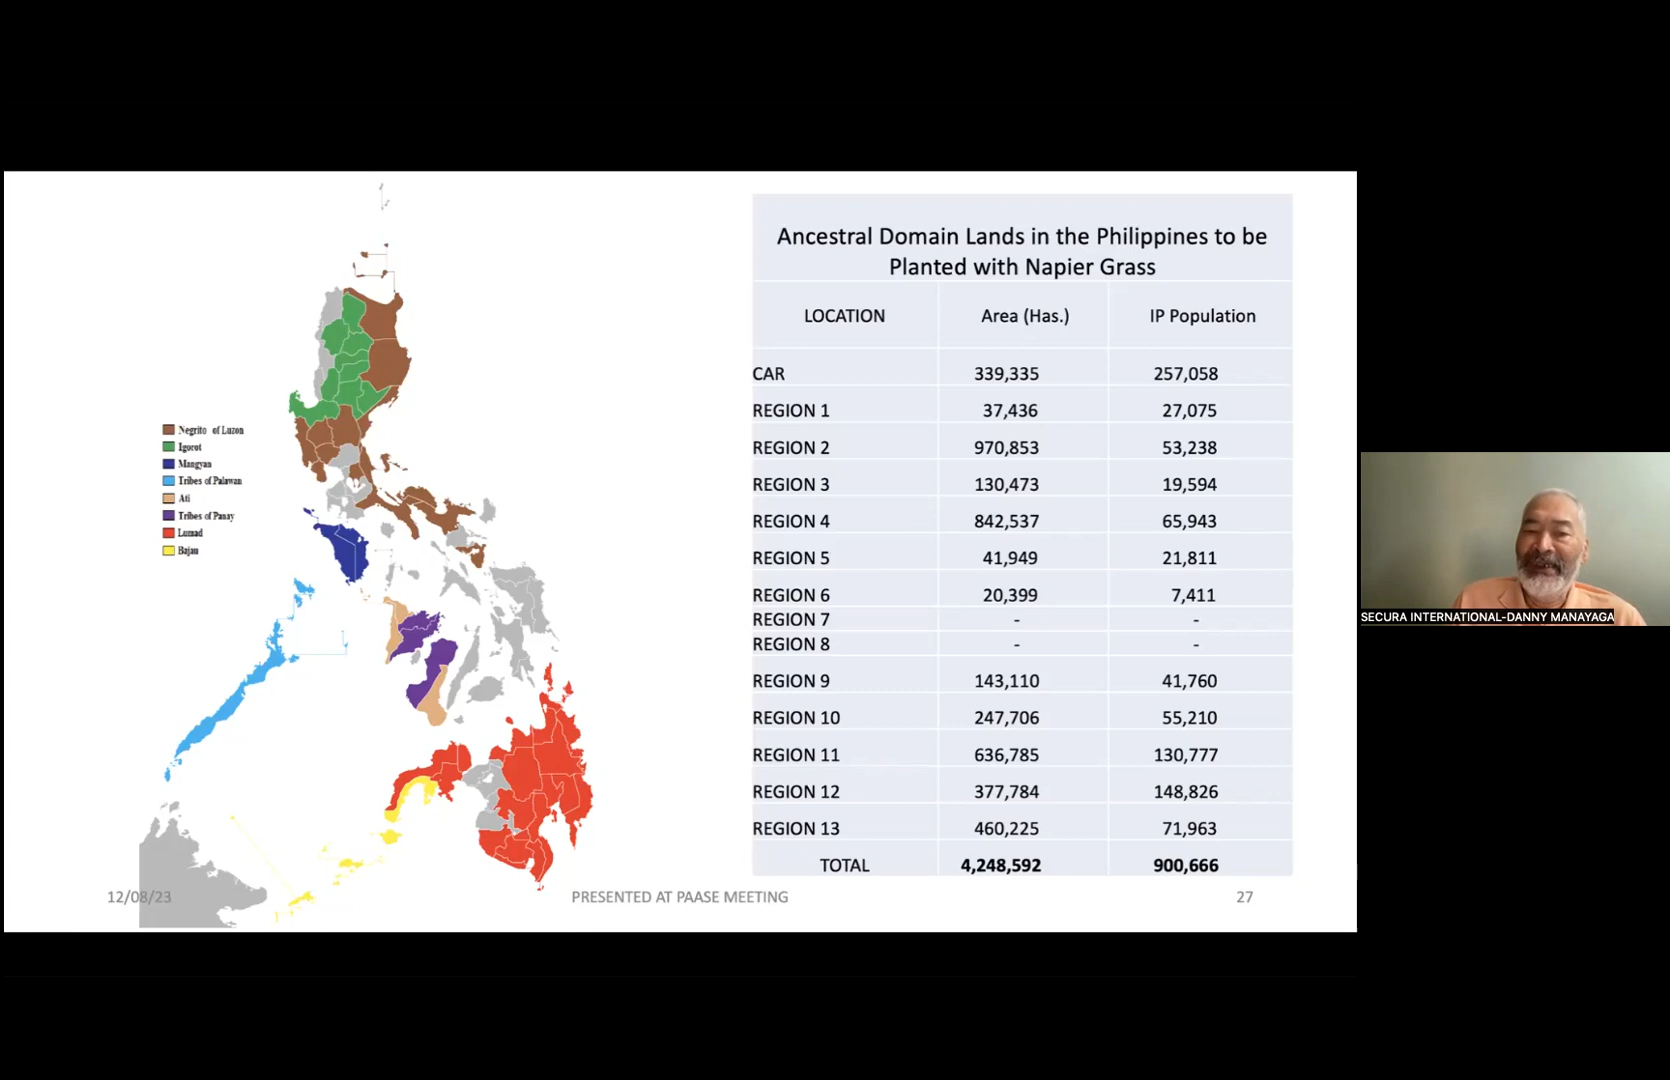 Negrito of Luzon
Igorot
Mangyan
Tribes of Palawan
Ati
Tribes of Panay
Lumad
Bajau
Ancestral Domain Lands in the Philippines to be
Planted with Napier Grass
LOCATION Area (Has.) IP Population
CAR 339,335 257,058
REGION 1 37,436 27,075
REGION 2 970,853 53,238
REGION 3 130,473 19,594
REGION 4 842,537 65,943
REGION 5 41,949 21,811
REGION 6 20,399 7,411
REGION 7 - -
REGION 8 - -
REGION 9 143,110 41,760
REGION 10 247,706 55,210
REGION 11 636,785 130,777
REGION 12 377,784 148,826
REGION 13 460,225 71,963
TOTAL 4,248,592 900,666
12/08/23 PRESENTED AT PAASE MEETING 27
SECURA INTERNATIONAL-DANNY MANAYAGA